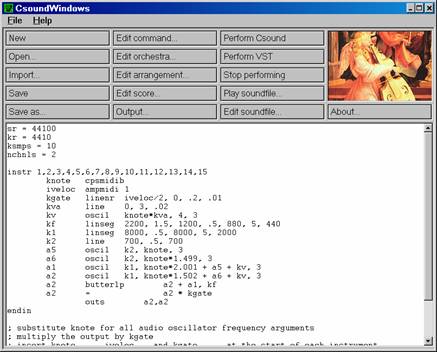 CsoundWindows
File Help
New Edit command... Perform Csound
Open... Edit orchestra... Perform VST
Import... Edit arrangement... Stop performing
Save Edit score... Play soundfile...
Save as... Output... Edit soundfile... About...
sr = 44100
kr = 4410
ksmps = 10
nchnls = 2
instr 1,2,3,4,5,6,7,8,9,10,11,12,13,14,15
knote cpsmidib
iveloc ampmidi 1
kgate linenr iveloc/2, 0, .2, .01
kva line 0, 3, .02
kv oscil knote*kva, 4, 3
kf linseg 2200, 1.5, 1200, .5, 880, 5, 440
k1 linseg 8000, .5, 8000, 5, 2000
k2 line 700, .5, 700
a5 oscil k2, knote, 3
a6 oscil k2, knote*1.499, 3
a1 oscil k1, knote*2.001 + a5 + kv, 3
a2 oscil k1, knote*1.502 + a6 + kv, 3
a2 butterlp a2 + a1, kf
a2 = a2 * kgate
outs a2,a2
endin
; substitute knote for all audio oscillator frequency arguments
; multiply the output by kgate
; insert knote iveloc and kgate at the start of each instrument